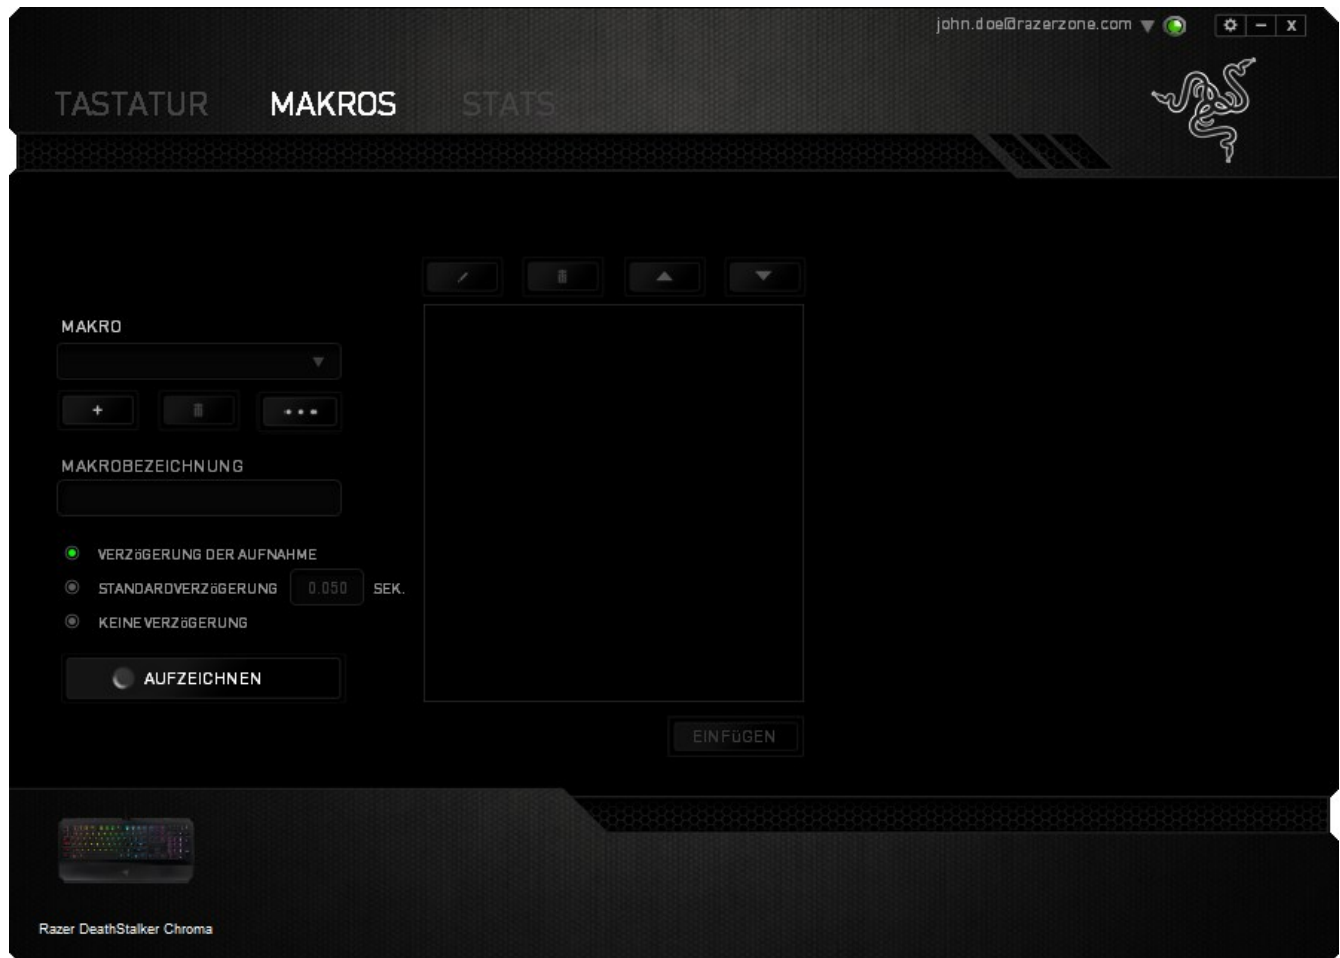 john.doe@razerzone.com
TASTATUR MAKROS STATS
MAKRO
MAKROBEZEICHNUNG
VERZöGERUNG DER AUFNAHME
STANDARDVERZöGERUNG 0.050 SEK.
KEINE VERZöGERUNG
AUFZEICHNEN
EINFüGEN
Razer DeathStalker Chroma